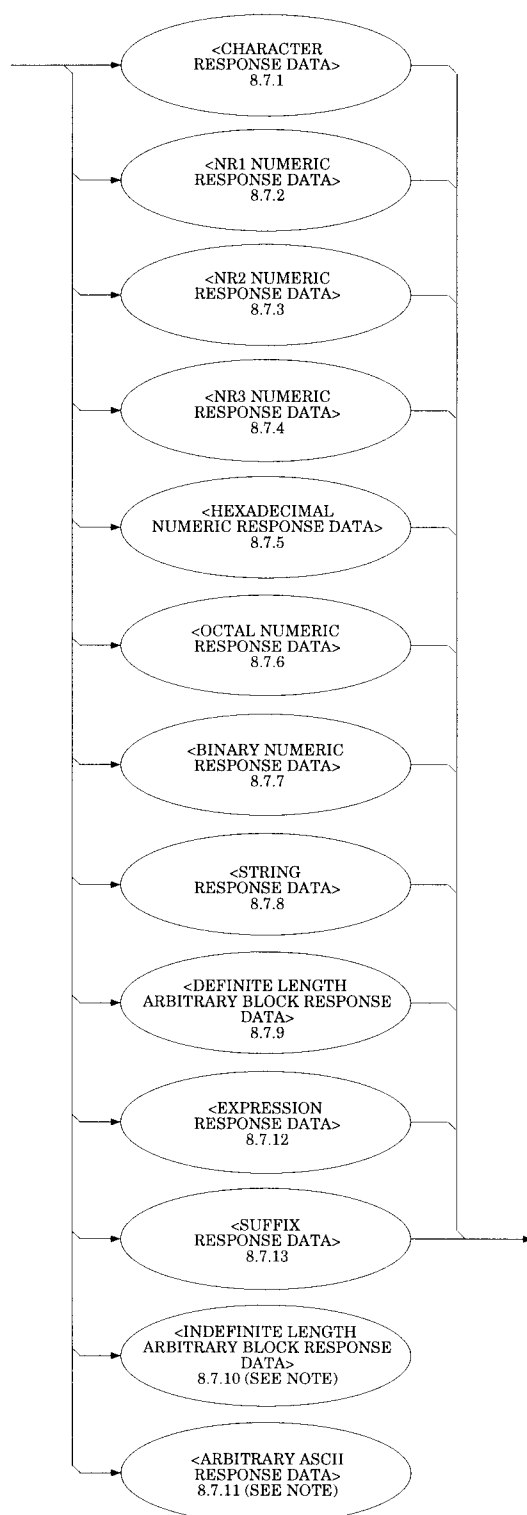 <CHARACTER
RESPONSE DATA>
8.7.1
<NR1 NUMERIC
RESPONSE DATA>
8.7.2
<NR2 NUMERIC
RESPONSE DATA>
8.7.3
<NR3 NUMERIC
RESPONSE DATA>
8.7.4
<HEXADECIMAL
NUMERIC RESPONSE DATA>
8.7.5
<OCTAL NUMERIC
RESPONSE DATA>
8.7.6
<BINARY NUMERIC
RESPONSE DATA>
8.7.7
<STRING
RESPONSE DATA>
8.7.8
<DEFINITE LENGTH
ARBITRARY BLOCK RESPONSE
DATA>
8.7.9
<EXPRESSION
RESPONSE DATA>
8.7.12
<SUFFIX
RESPONSE DATA>
8.7.13
<INDEFINITE LENGTH
ARBITRARY BLOCK RESPONSE
DATA>
8.7.10 (SEE NOTE)
<ARBITRARY ASCII
RESPONSE DATA>
8.7.11 (SEE NOTE)